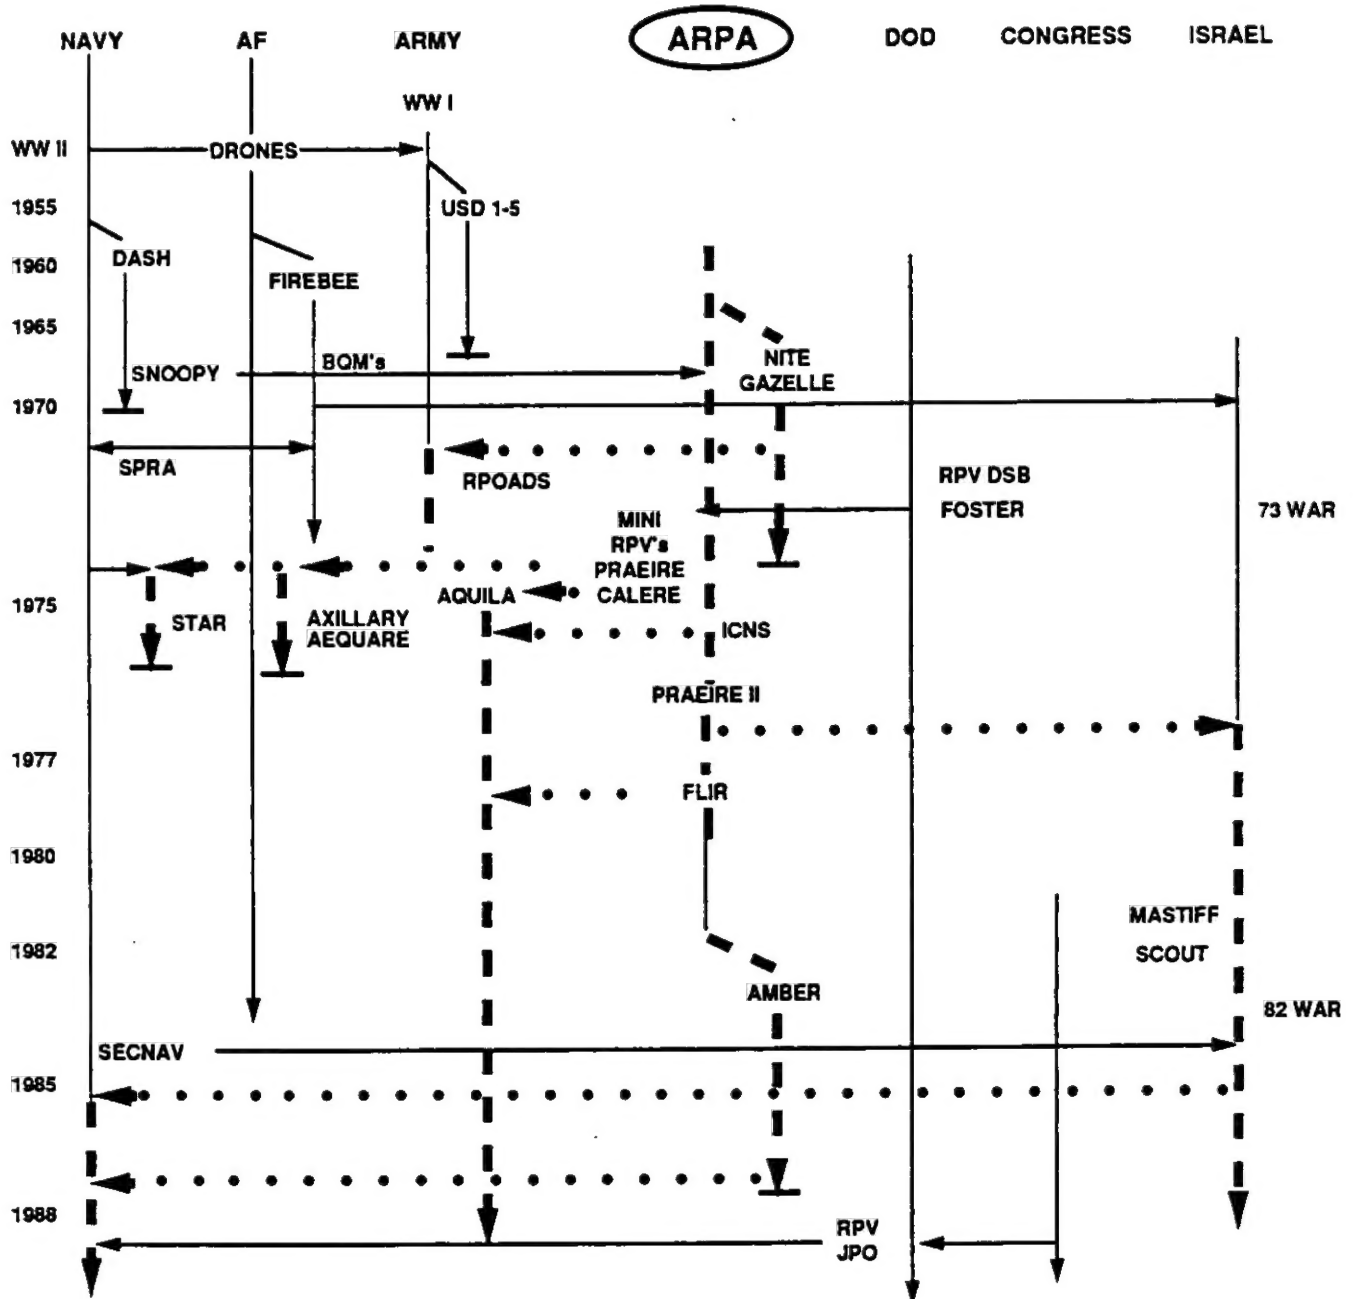 NAVY AF ARMY ARPA DOD CONGRESS ISRAEL
WW I
WW II DRONES
1955 USD 1-5
DASH
1960 FIREBEE
1965
NITE
GAZELLE
SNOOPY BQM's
1970
SPRA
RPOADS
RPV DSB
FOSTER
73 WAR
MINI
RPV's
PRAEIRE
CALERE
AQUILA
1975
STAR
AXILLARY
AEQUARE
ICNS
PRAEIRE II
1977
FLIR
1980
MASTIFF
SCOUT
1982
AMBER
82 WAR
SECNAV
1985
1988
RPV
JPO